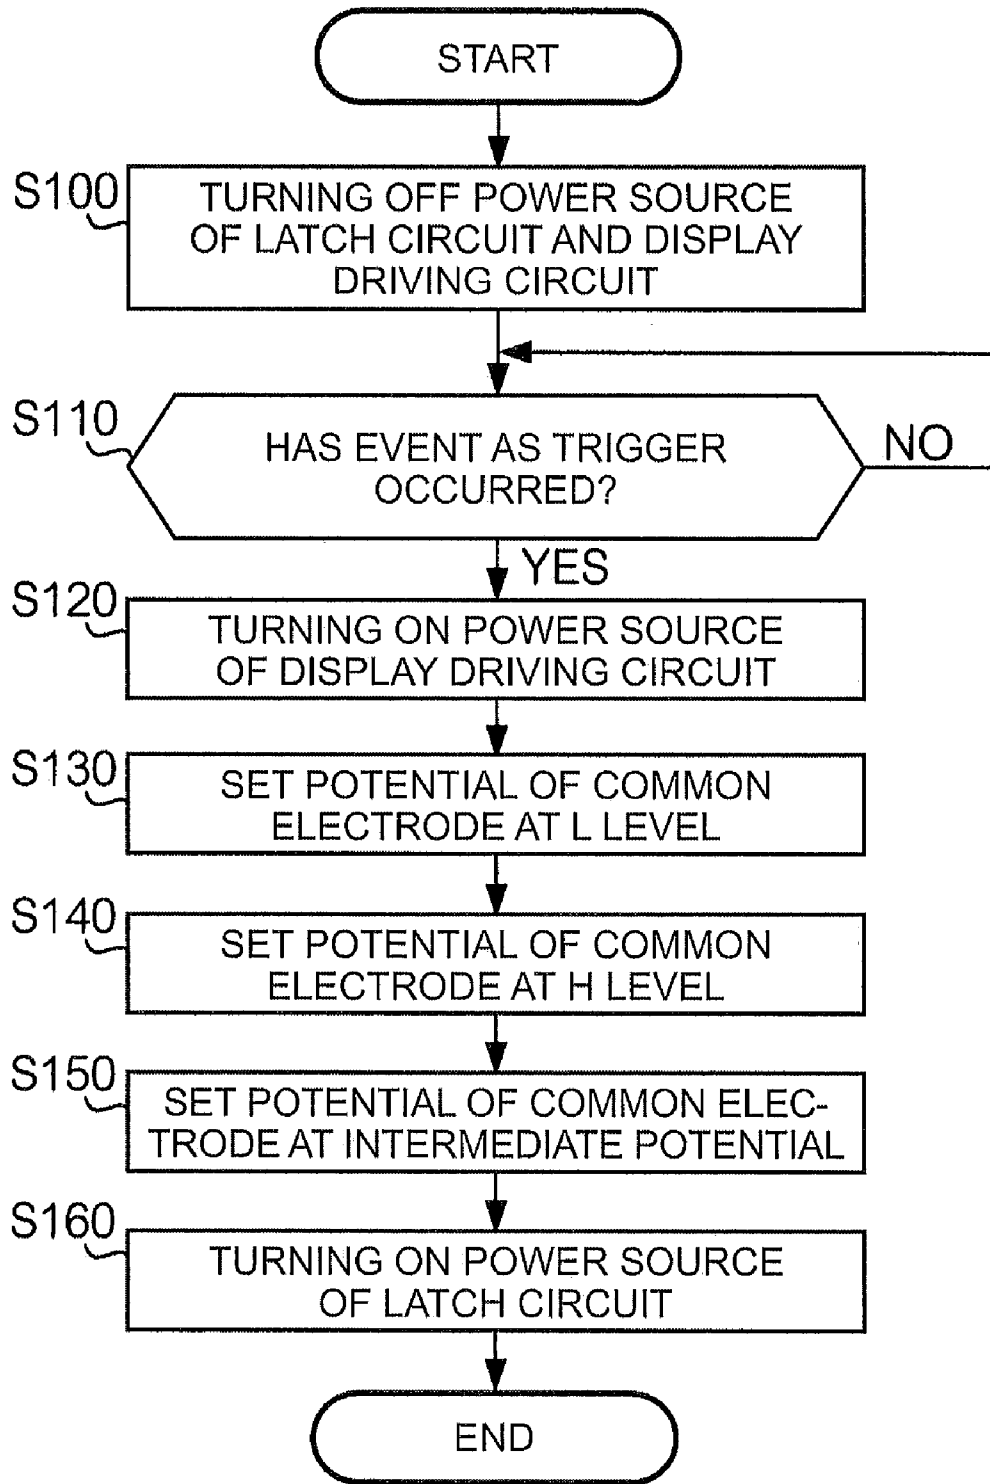 START
S100
TURNING OFF POWER SOURCE
OF LATCH CIRCUIT AND DISPLAY
DRIVING CIRCUIT
S110
HAS EVENT AS TRIGGER
OCCURRED?
NO
YES
S120
TURNING ON POWER SOURCE
OF DISPLAY DRIVING CIRCUIT
S130
SET POTENTIAL OF COMMON
ELECTRODE AT L LEVEL
S140
SET POTENTIAL OF COMMON
ELECTRODE AT H LEVEL
S150
SET POTENTIAL OF COMMON ELEC-
TRODE AT INTERMEDIATE POTENTIAL
S160
TURNING ON POWER SOURCE
OF LATCH CIRCUIT
END